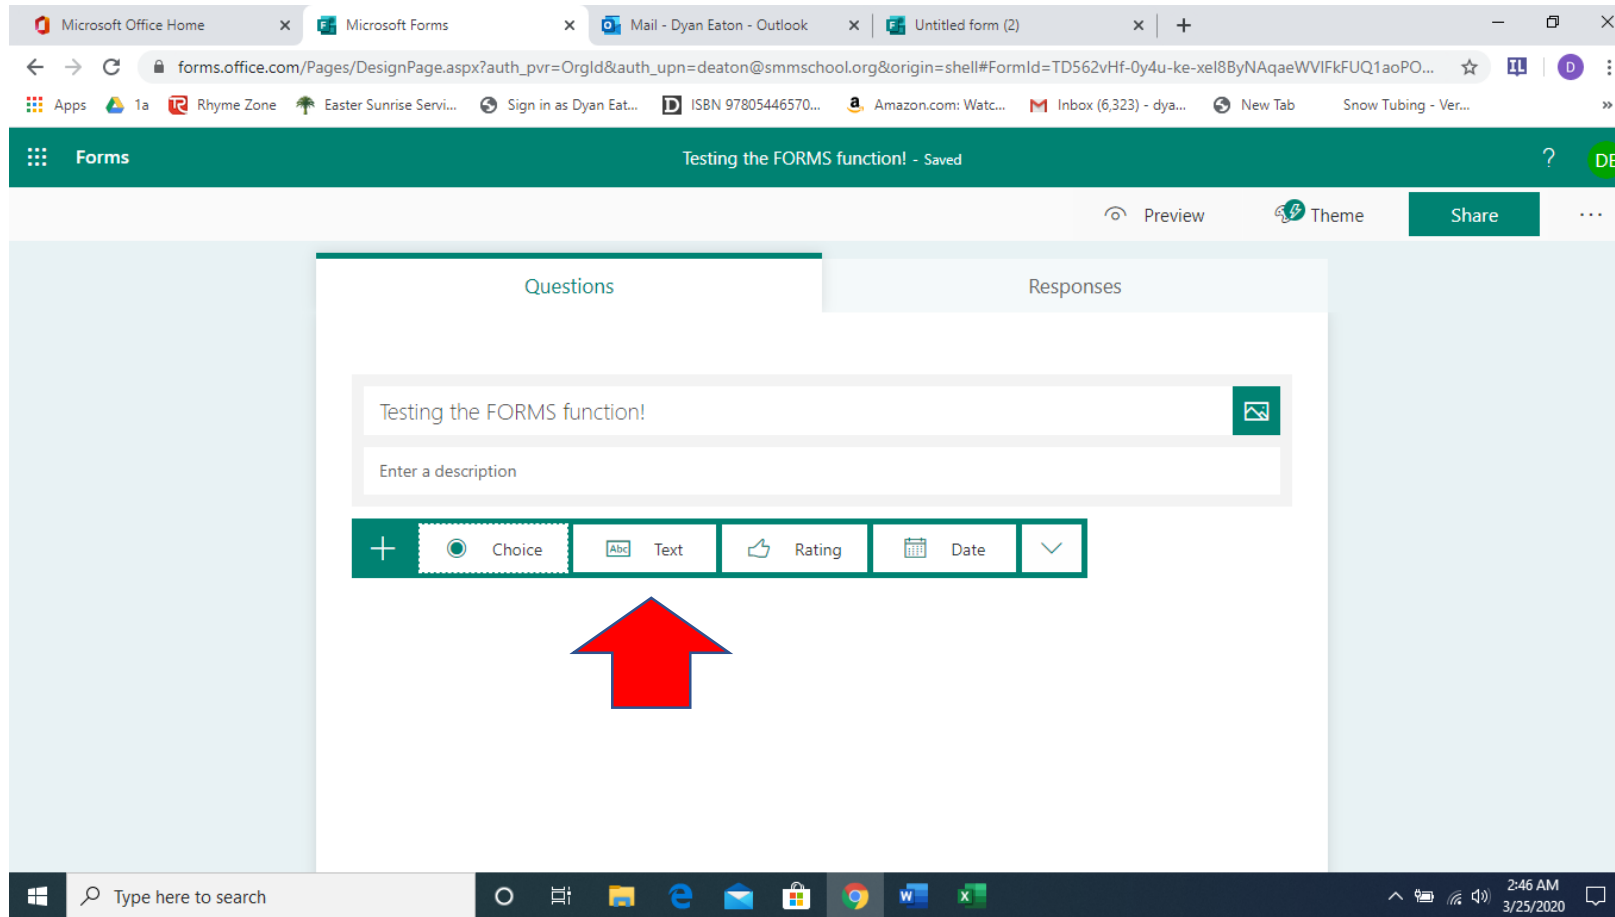 Microsoft Office Home
Microsoft Forms
Mail - Dyan Eaton - Outlook
Untitled form (2)
forms.office.com/Pages/DesignPage.aspx?auth_pvr=OrgId&auth_upn=deaton@smmschool.org&origin=shell#FormId=TD562vHf-0y4u-ke-xel8ByNAqaeWVlFkFUQ1aoPO...
IL
D
Apps 1a Rhyme Zone Easter Sunrise Servi... Sign in as Dyan Eat... D ISBN 97805446570... a Amazon.com: Watc... Inbox (6,323) - dya... New Tab Snow Tubing - Ver... »
Forms
Testing the FORMS function! - Saved
?
DE
Preview Theme Share ...
Questions Responses
Testing the FORMS function!
Enter a description
Choice Abc Text Rating Date
Type here to search
2:46 AM
3/25/2020